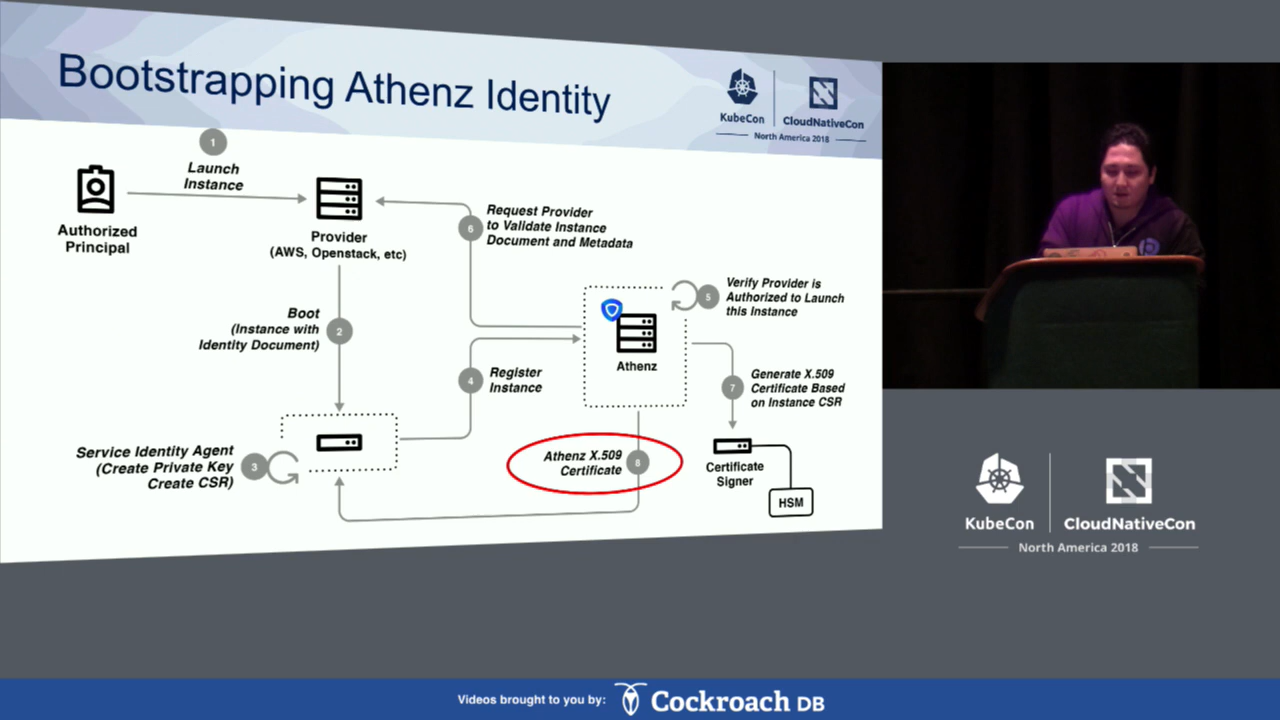 Bootstrapping Athenz Identity
KubeCon
CloudNativeCon
North America 2018
1
Launch
Instance
Authorized
Principal
Provider
(AWS, Openstack, etc)
6
Request Provider
to Validate Instance
Document and Metadata
Boot
(Instance with
Identity Document)
2
Athenz
5
Verify Provider is
Authorized to Launch
this Instance
4
Register
Instance
7
Generate X.509
Certificate Based
on Instance CSR
Service Identity Agent
(Create Private Key
Create CSR)
3
Athenz X.509
Certificate
8
Certificate
Signer
HSM
KubeCon
CloudNativeCon
North America 2018
Videos brought to you by:
Cockroach DB